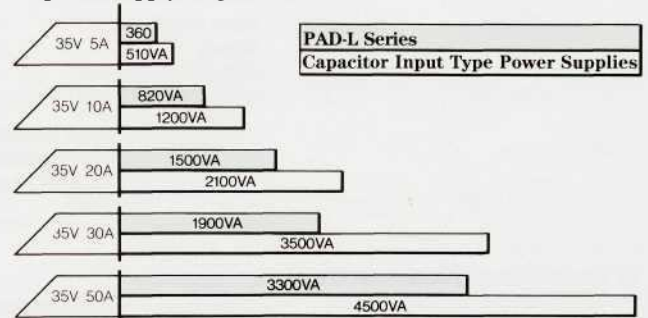 35V 5A
360
510VA
PAD-L Series
Capacitor Input Type Power Supplies
35V 10A
820VA
1200VA
35V 20A
1500VA
2100VA
35V 30A
1900VA
3500VA
35V 50A
3300VA
4500VA